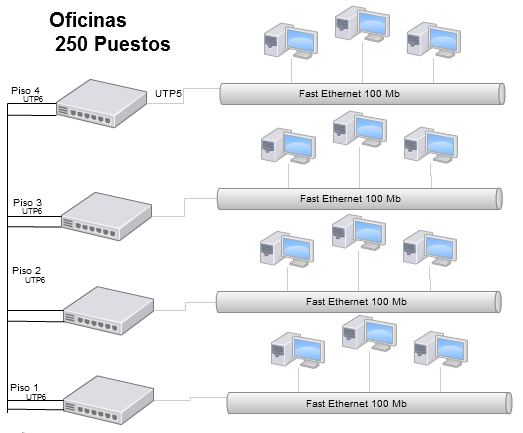 Oficinas
250 Puestos
Piso 4
UTP6
UTP5
Fast Ethernet 100 Mb
Piso 3
UTP6
Fast Ethernet 100 Mb
Piso 2
UTP6
Fast Ethernet 100 Mb
Piso 1
UTP6
Fast Ethernet 100 Mb